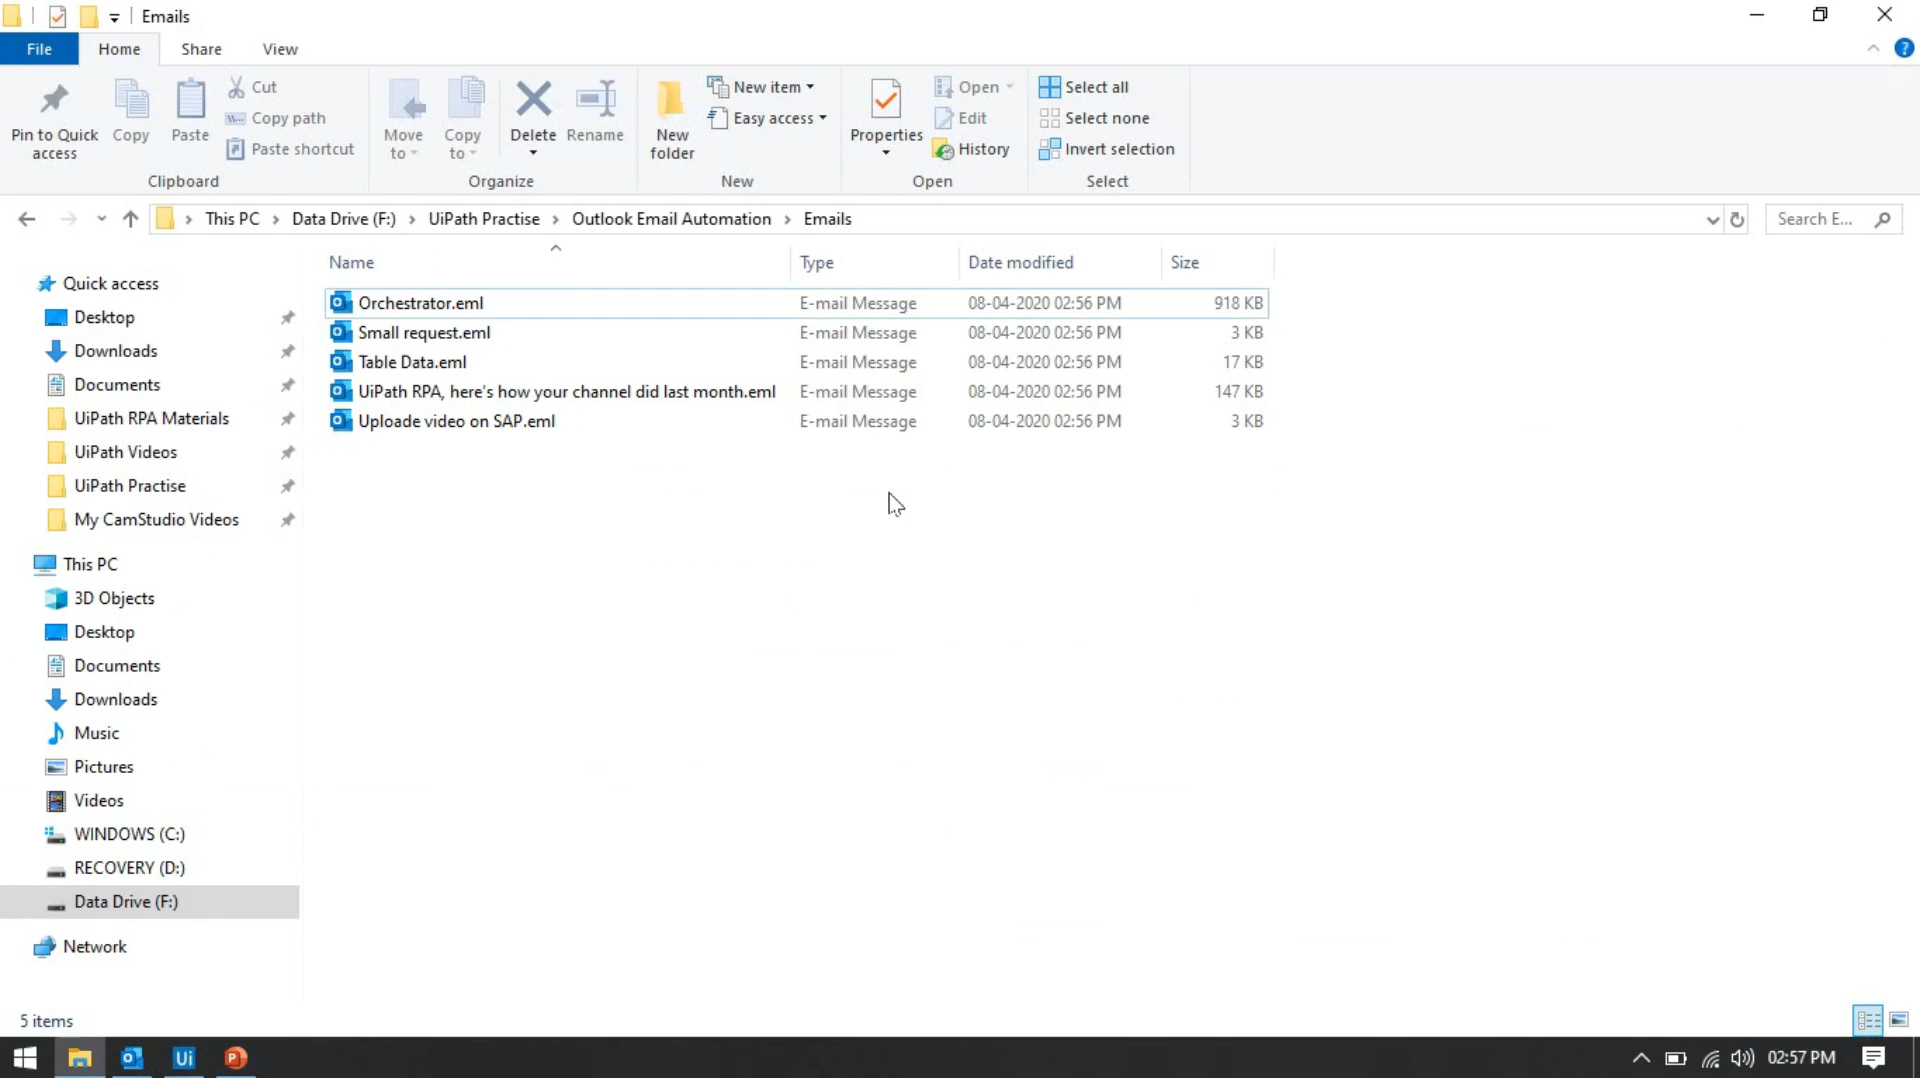 Emails
File Home Share View
Pin to Quick access
Copy
Paste
Cut
Copy path
Paste shortcut
Clipboard
Move to
Copy to
Delete
Rename
Organize
New folder
New item
Easy access
New
Properties
Open
Edit
History
Open
Select all
Select none
Invert selection
Select
This PC > Data Drive (F:) > UiPath Practise > Outlook Email Automation > Emails
Search E...
Name Type Date modified Size
Orchestrator.eml E-mail Message 08-04-2020 02:56 PM 918 KB
Small request.eml E-mail Message 08-04-2020 02:56 PM 3 KB
Table Data.eml E-mail Message 08-04-2020 02:56 PM 17 KB
UiPath RPA, here's how your channel did last month.eml E-mail Message 08-04-2020 02:56 PM 147 KB
Uploade video on SAP.eml E-mail Message 08-04-2020 02:56 PM 3 KB
Quick access
Desktop
Downloads
Documents
UiPath RPA Materials
UiPath Videos
UiPath Practise
My CamStudio Videos
This PC
3D Objects
Desktop
Documents
Downloads
Music
Pictures
Videos
WINDOWS (C:)
RECOVERY (D:)
Data Drive (F:)
Network
5 items
Ui
02:57 PM